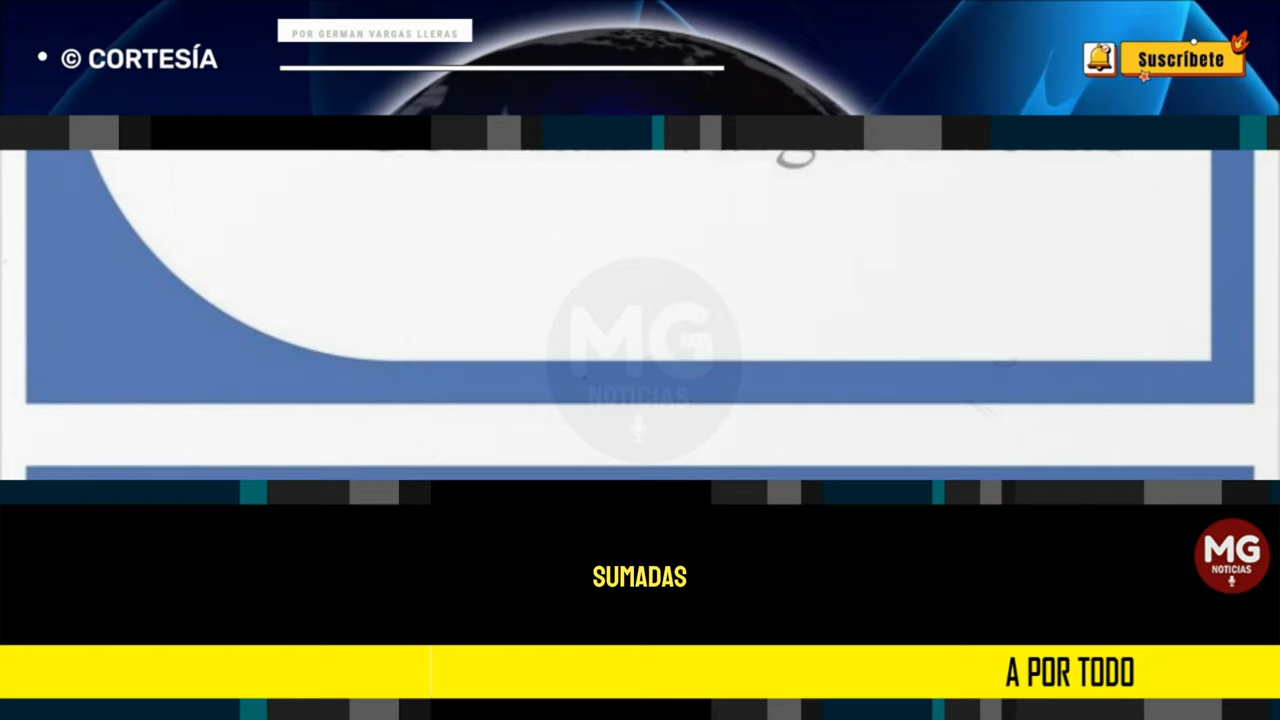 POR GERMAN VARGAS LLERAS
• © CORTESÍA
Suscríbete
MG
NOTICIAS
SUMADAS
MG
NOTICIAS
A POR TODO